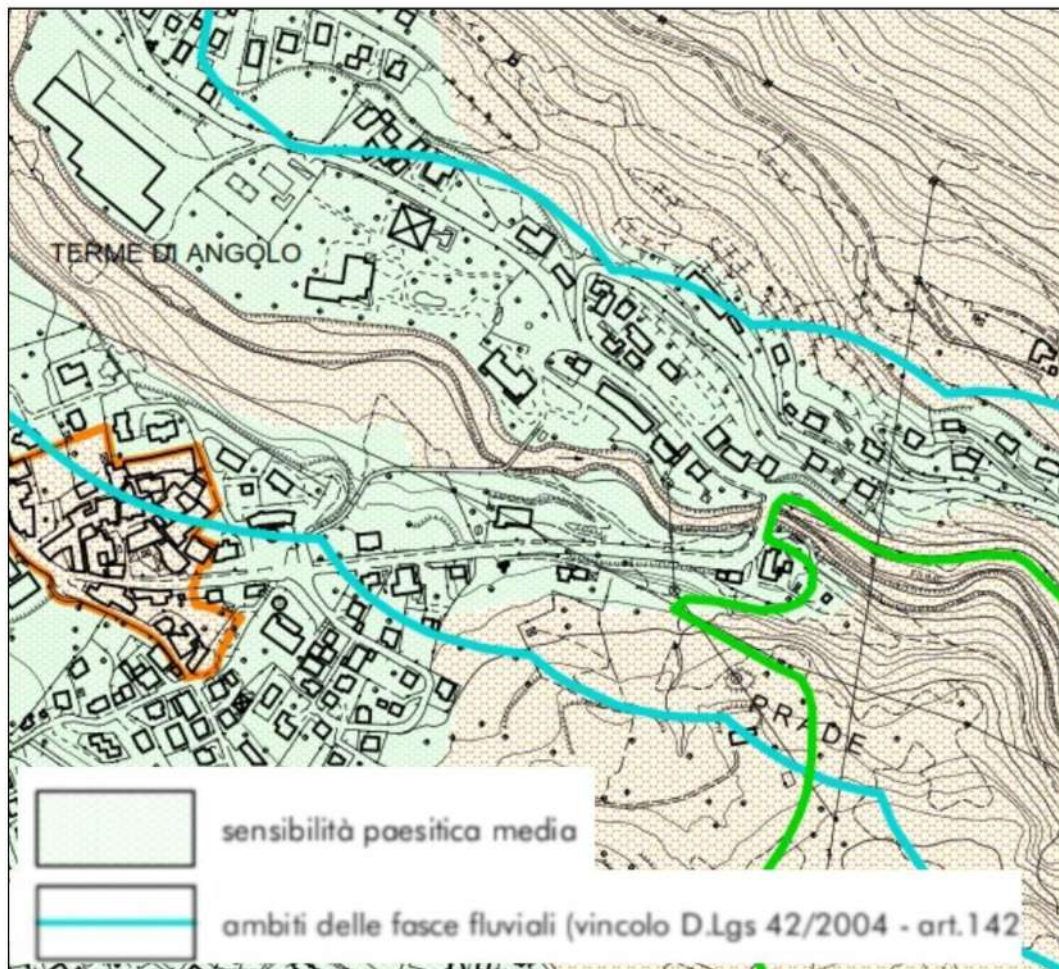 TERME DI ANGOLO
PRADE
sensibilità paesitica media
ambiti delle fasce fluviali (vincolo D.Lgs 42/2004 - art.142